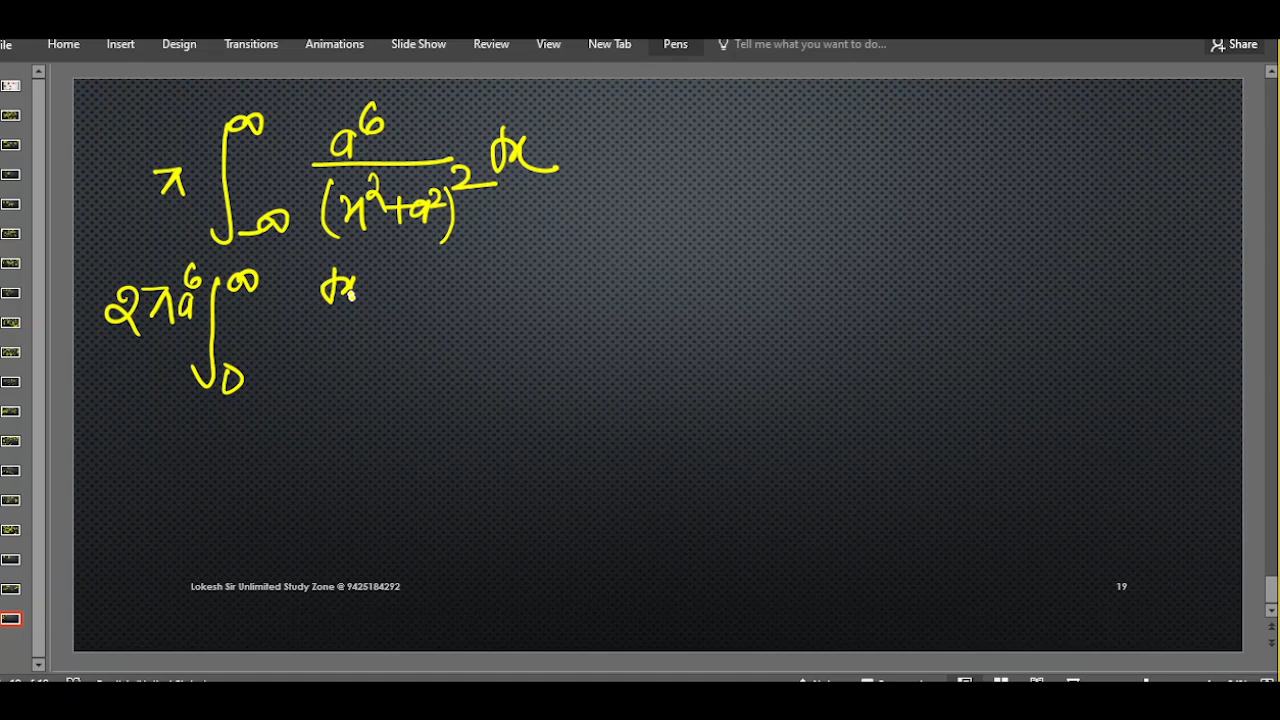 File Home Insert Design Transitions Animations Slide Show Review View New Tab Pens Tell me what you want to do... Share
π ∫_{-∞}^{∞} a^6/(x^2+a^2)^2 dx
2πa^6 ∫_0^∞ dx
Lokesh Sir Unlimited Study Zone @ 9425184292 19